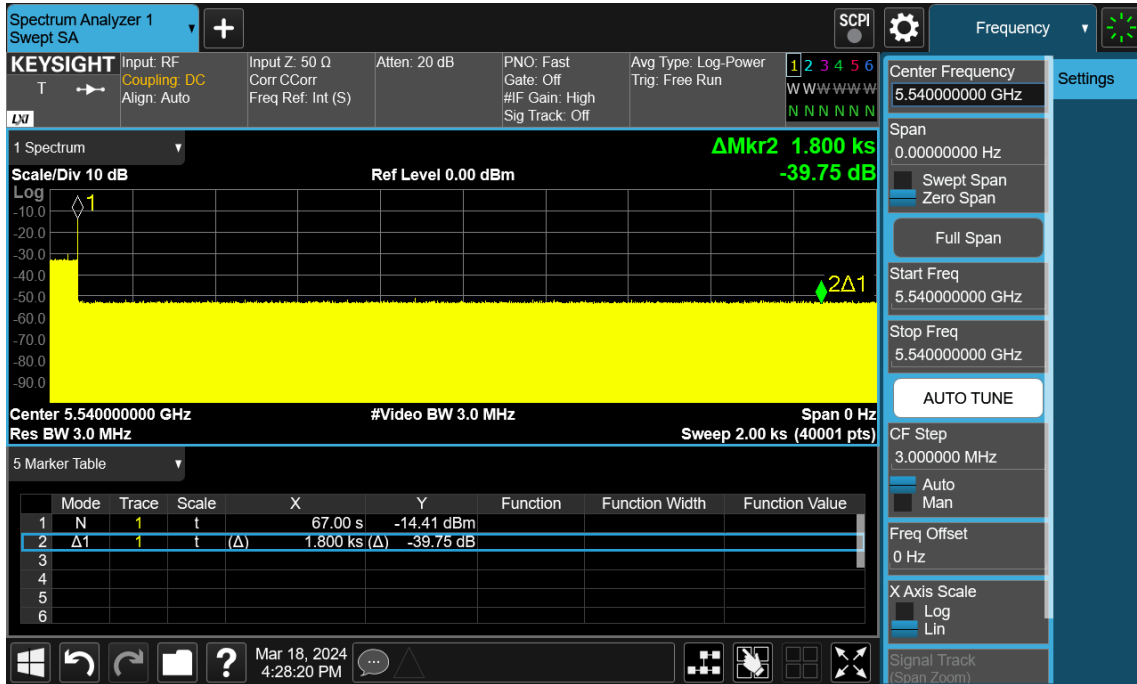 Spectrum Analyzer 1
Swept SA
+
SCPI
Frequency
KEYSIGHT
T
LXI
Input: RF
Coupling: DC
Align: Auto
Input Z: 50 Ω
Corr CCorr
Freq Ref: Int (S)
Atten: 20 dB
PNO: Fast
Gate: Off
#IF Gain: High
Sig Track: Off
Avg Type: Log-Power
Trig: Free Run
1 2 3 4 5 6
W W W W W W
N N N N N N
1 Spectrum
Scale/Div 10 dB
Ref Level 0.00 dBm
ΔMkr2 1.800 ks
-39.75 dB
Log
-10.0
-20.0
-30.0
-40.0
-50.0
-60.0
-70.0
-80.0
-90.0
1
2Δ1
Center 5.540000000 GHz #Video BW 3.0 MHz Span 0 Hz
Res BW 3.0 MHz Sweep 2.00 ks (40001 pts)
5 Marker Table
Mode Trace Scale X Y Function Function Width Function Value
1 N 1 t 67.00 s -14.41 dBm
2 Δ1 1 t (Δ) 1.800 ks (Δ) -39.75 dB
3
4
5
6
Mar 18, 2024
4:28:20 PM
?
Center Frequency
5.540000000 GHz
Span
0.00000000 Hz
Swept Span
Zero Span
Full Span
Start Freq
5.540000000 GHz
Stop Freq
5.540000000 GHz
AUTO TUNE
CF Step
3.000000 MHz
Auto
Man
Freq Offset
0 Hz
X Axis Scale
Log
Lin
Signal Track
(Span Zoom)
Settings